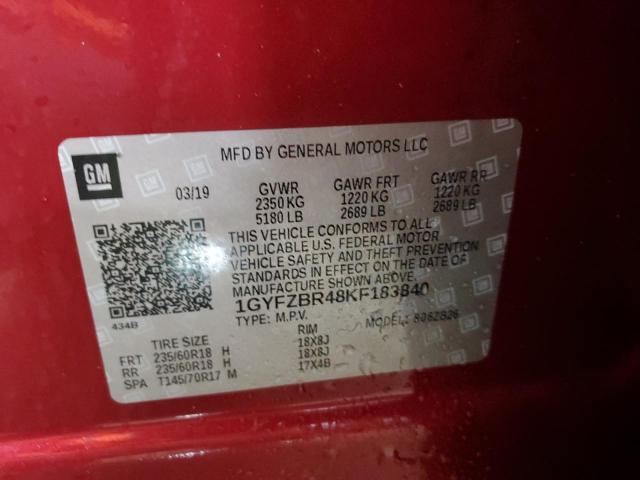 GM
MFD BY GENERAL MOTORS LLC
03/19 GVWR GAWR FRT GAWR RR
2350 KG 1220 KG 1220 KG
5180 LB 2689 LB 2689 LB
THIS VEHICLE CONFORMS TO ALL
APPLICABLE U.S. FEDERAL MOTOR
VEHICLE SAFETY AND THEFT PREVENTION
STANDARDS IN EFFECT ON THE DATE OF
MANUFACTURE SHOWN ABOVE.
1GYFZBR48KF183840
434B
TYPE: M.P.V. MODEL:
TIRE SIZE RIM
FRT 235/60R18 H 18X8J
RR 235/60R18 H 18X8J
SPA T145/70R17 M 17X4B